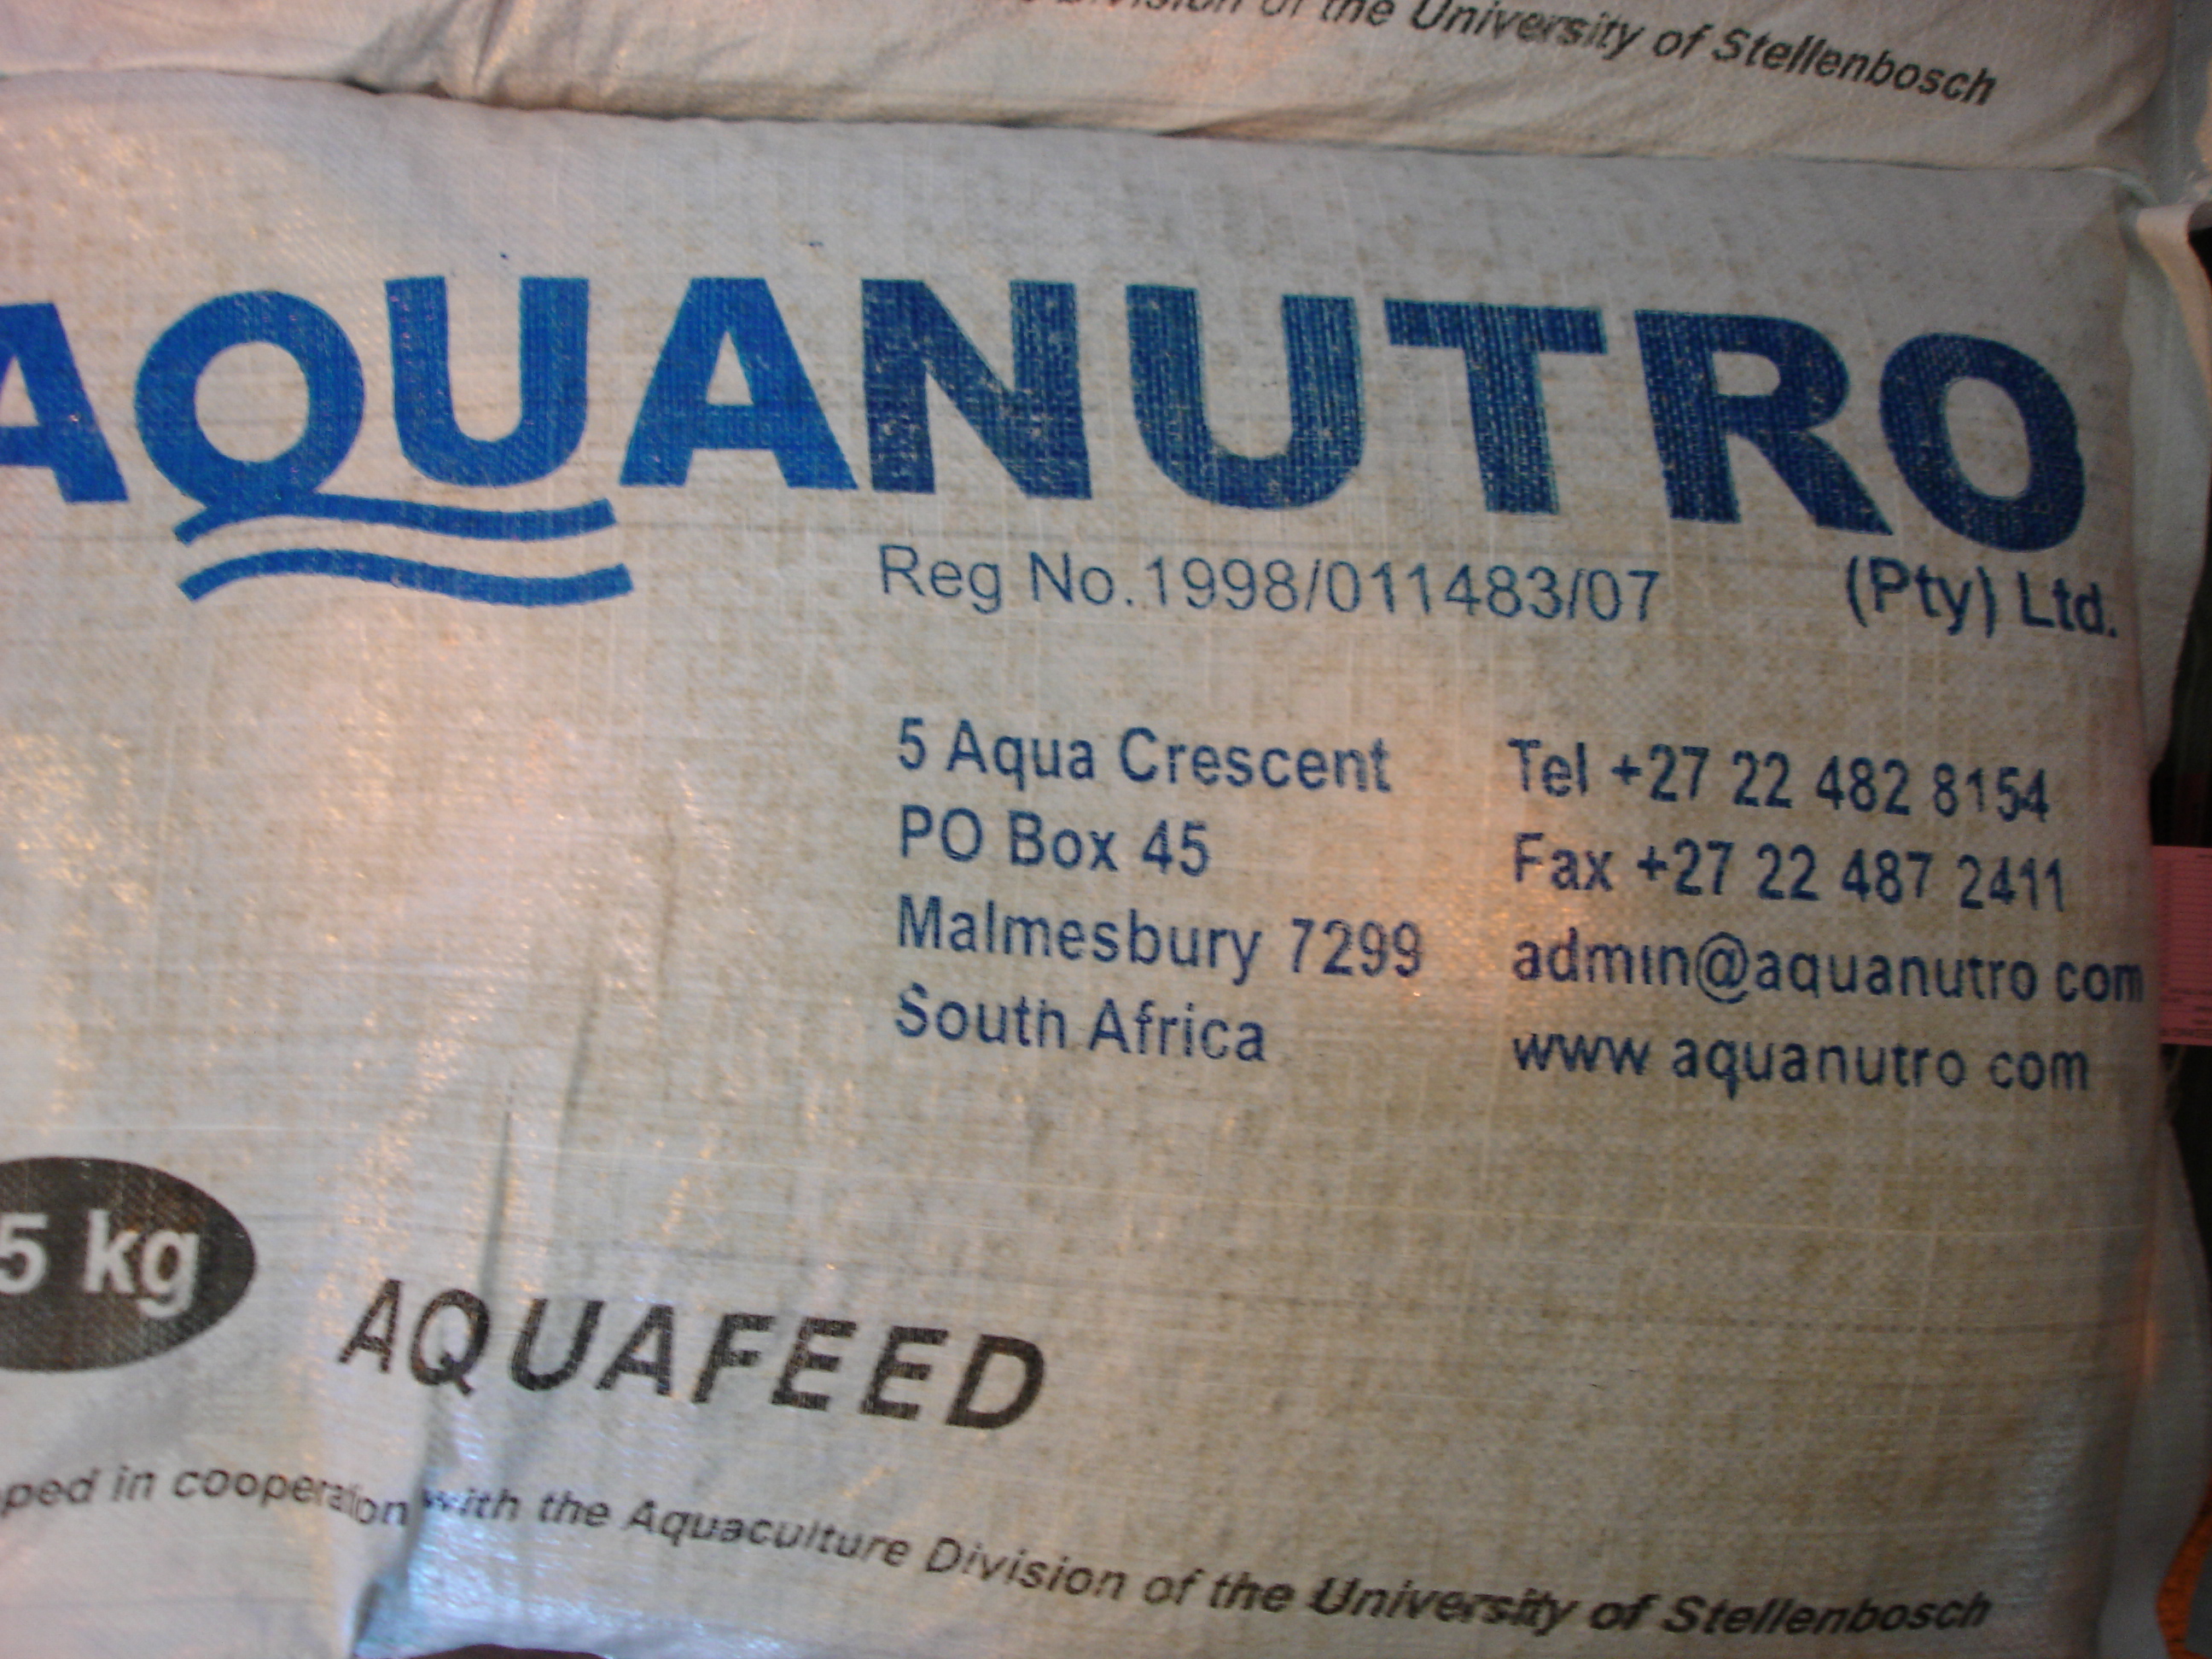 Division of the University of Stellenbosch
AQUANUTRO
Reg No.1998/011483/07 (Pty) Ltd.
5 Aqua Crescent
PO Box 45
Malmesbury 7299
South Africa
Tel +27 22 482 8154
Fax +27 22 487 2411
admin@aquanutro com
www aquanutro com
5 kg
AQUAFEED
ped in cooperation with the Aquaculture Division of the University of Stellenbosch